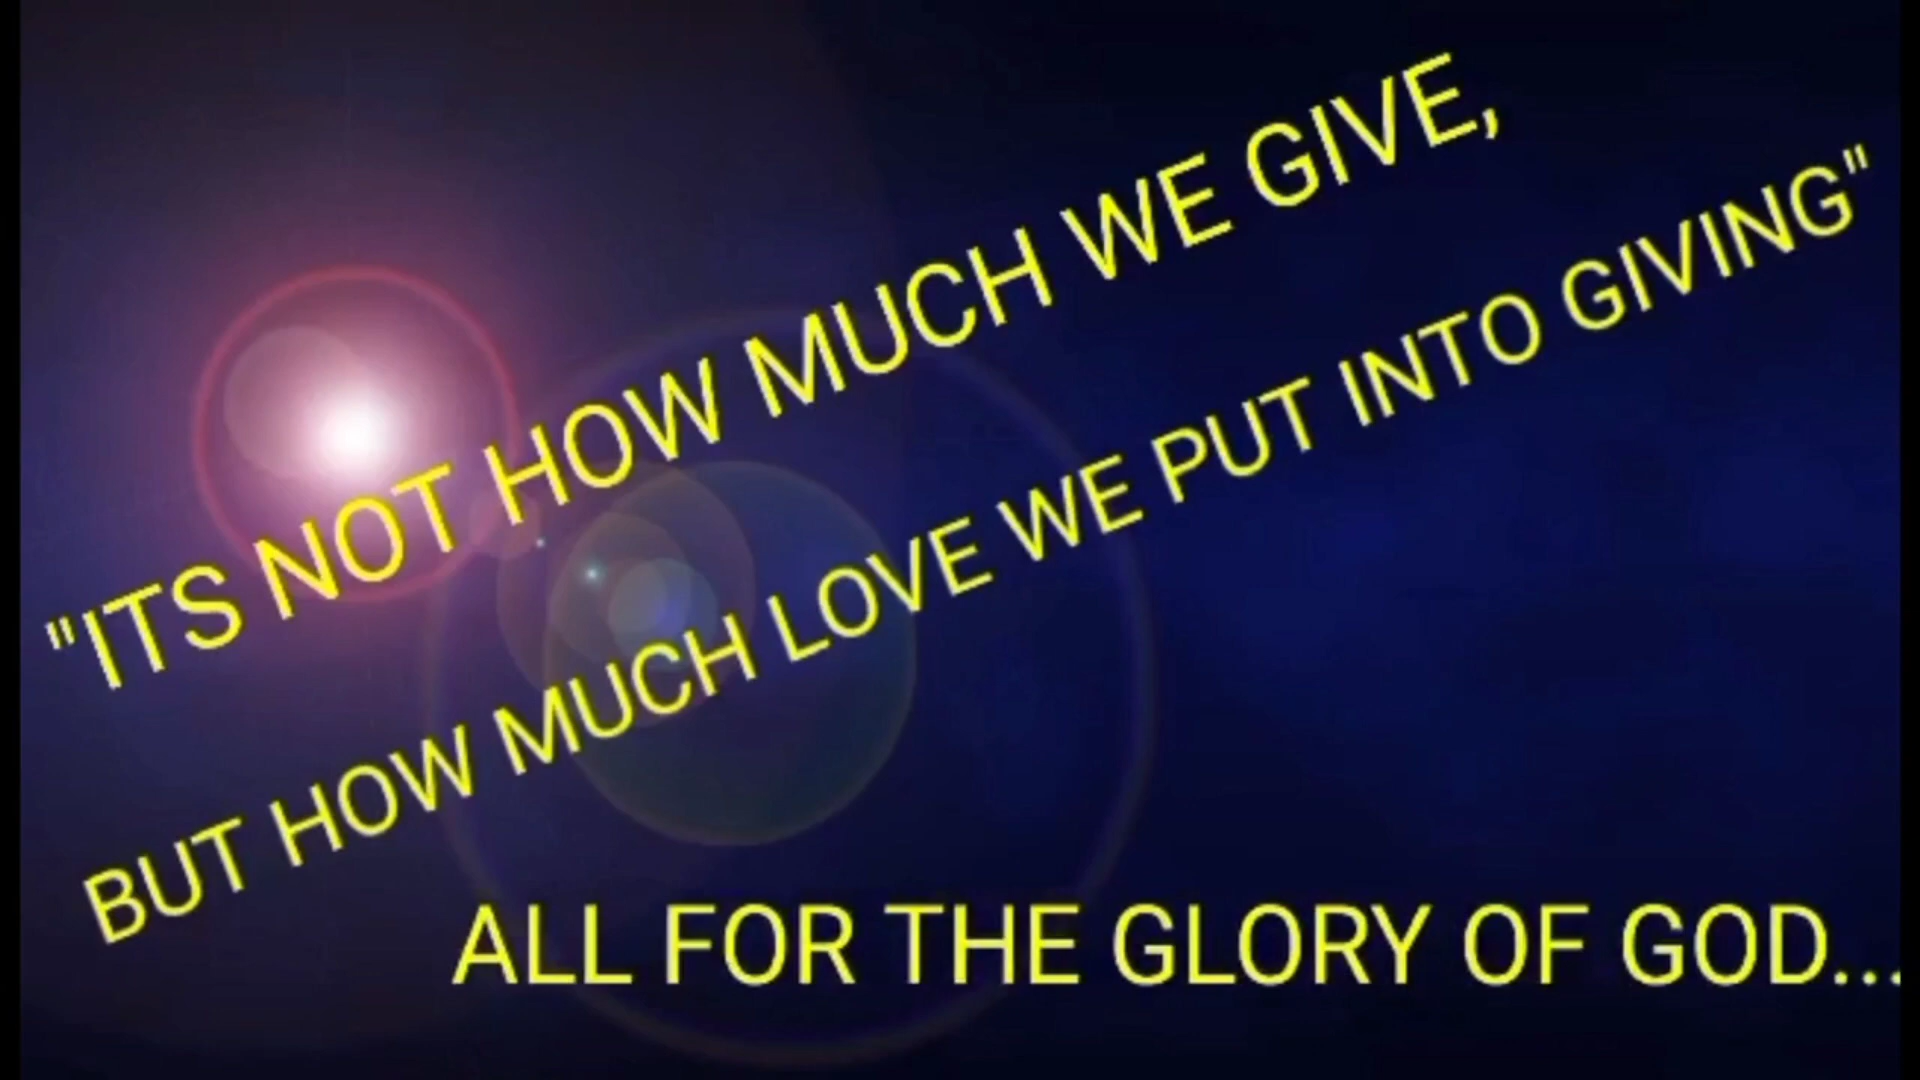 "ITS NOT HOW MUCH WE GIVE,
BUT HOW MUCH LOVE WE PUT INTO GIVING"
ALL FOR THE GLORY OF GOD...